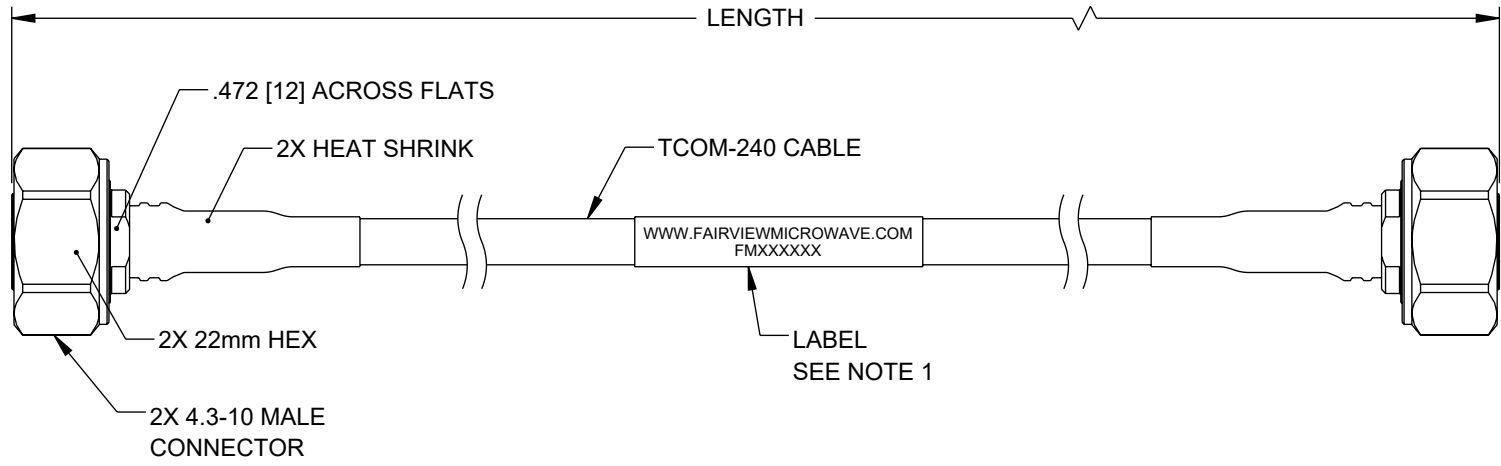 LENGTH
.472 [12] ACROSS FLATS
2X HEAT SHRINK
TCOM-240 CABLE
WWW.FAIRVIEWMICROWAVE.COM
FMXXXXXX
2X 22mm HEX
LABEL
SEE NOTE 1
2X 4.3-10 MALE
CONNECTOR